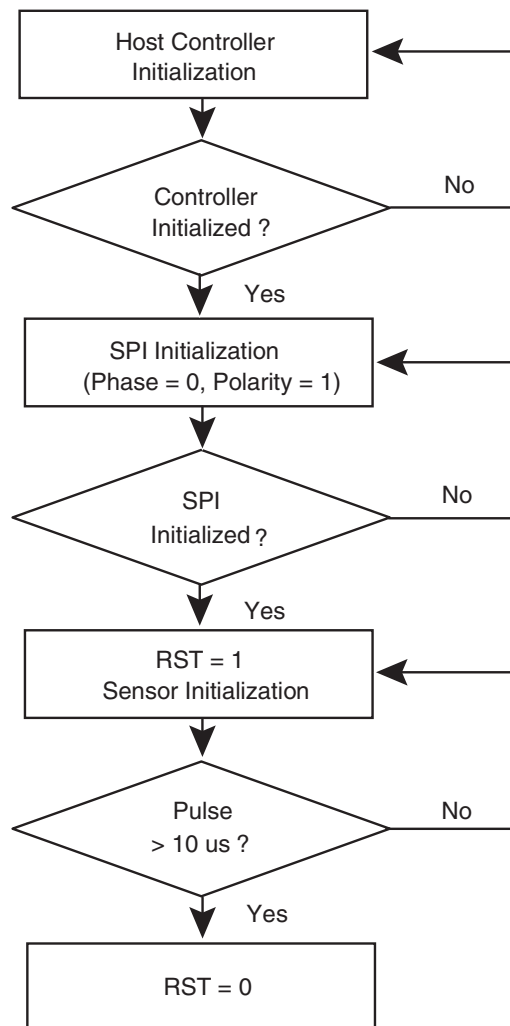 Host Controller
Initialization
Controller
Initialized ?
No
Yes
SPI Initialization
(Phase = 0, Polarity = 1)
SPI
Initialized ?
No
Yes
RST = 1
Sensor Initialization
Pulse
> 10 us ?
No
Yes
RST = 0